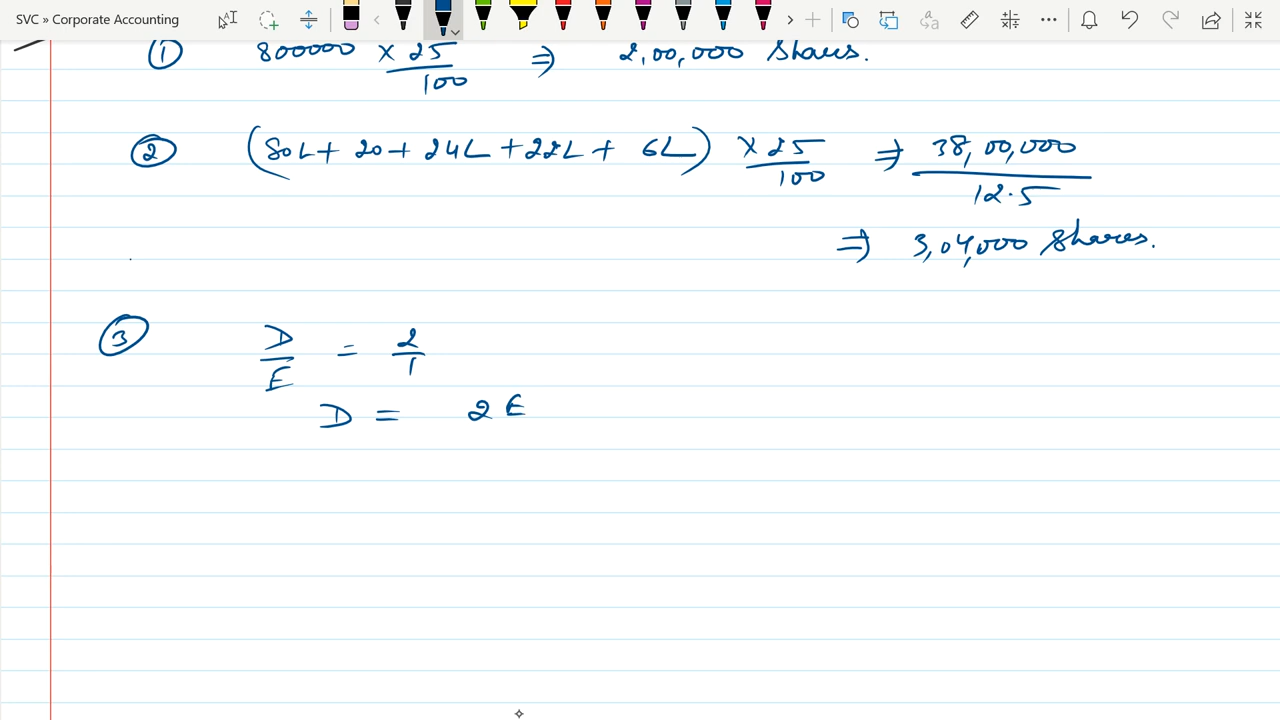 SVC » Corporate Accounting
① 800000 × 25/100 ⇒ 2,00,000 Shares.
② (80L + 20 + 24L + 22L + 6L) × 25/100 ⇒ 38,00,000/12.5
⇒ 3,04,000 Shares.
③ D/E = 2/1
D = 2E